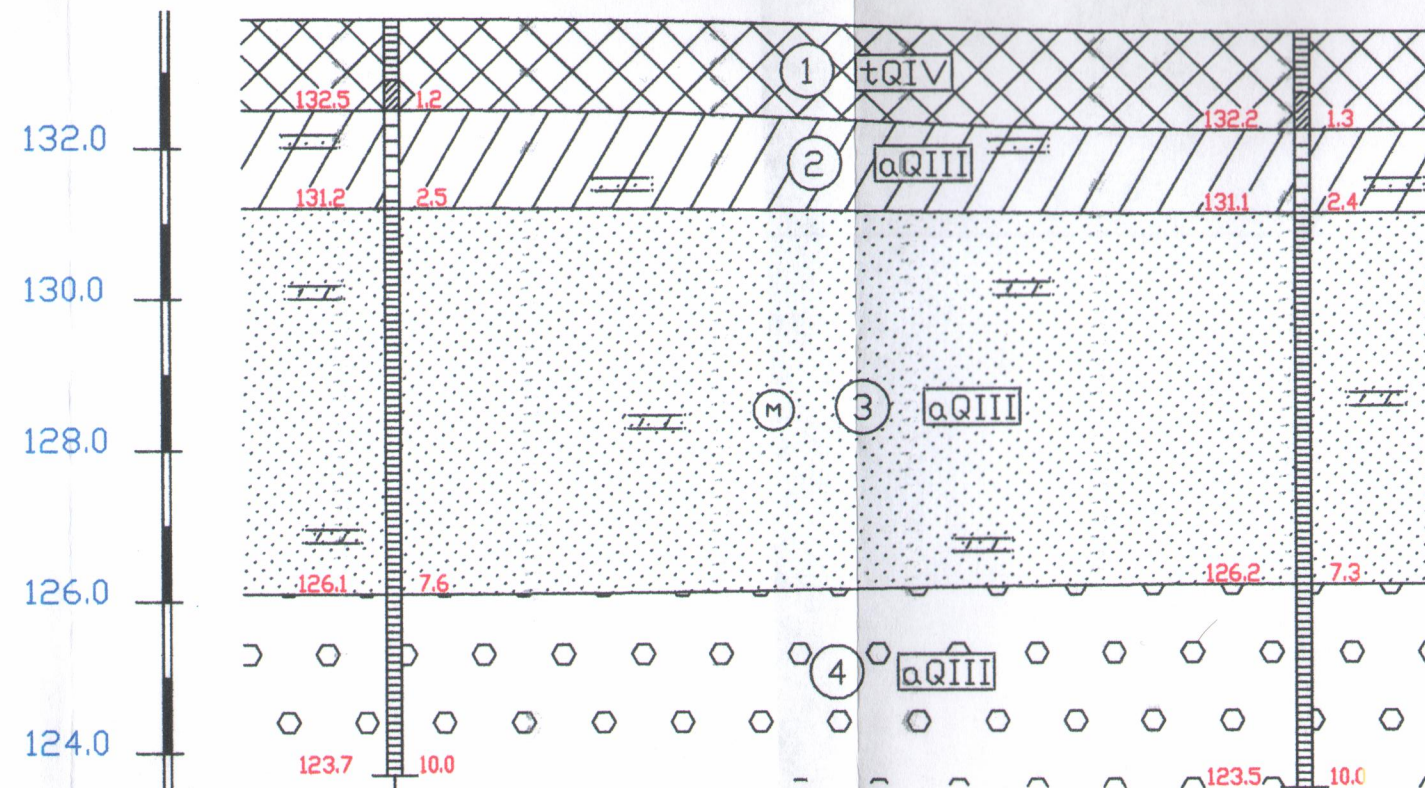 1 tQIV
132.5 1.2 132.2 1.3
132.0
2 aQIII
131.2 2.5 131.1 2.4
130.0
M 3 aQIII
128.0
126.1 7.6 126.2 7.3
126.0
4 aQIII
124.0
123.7 10.0 123.5 10.0